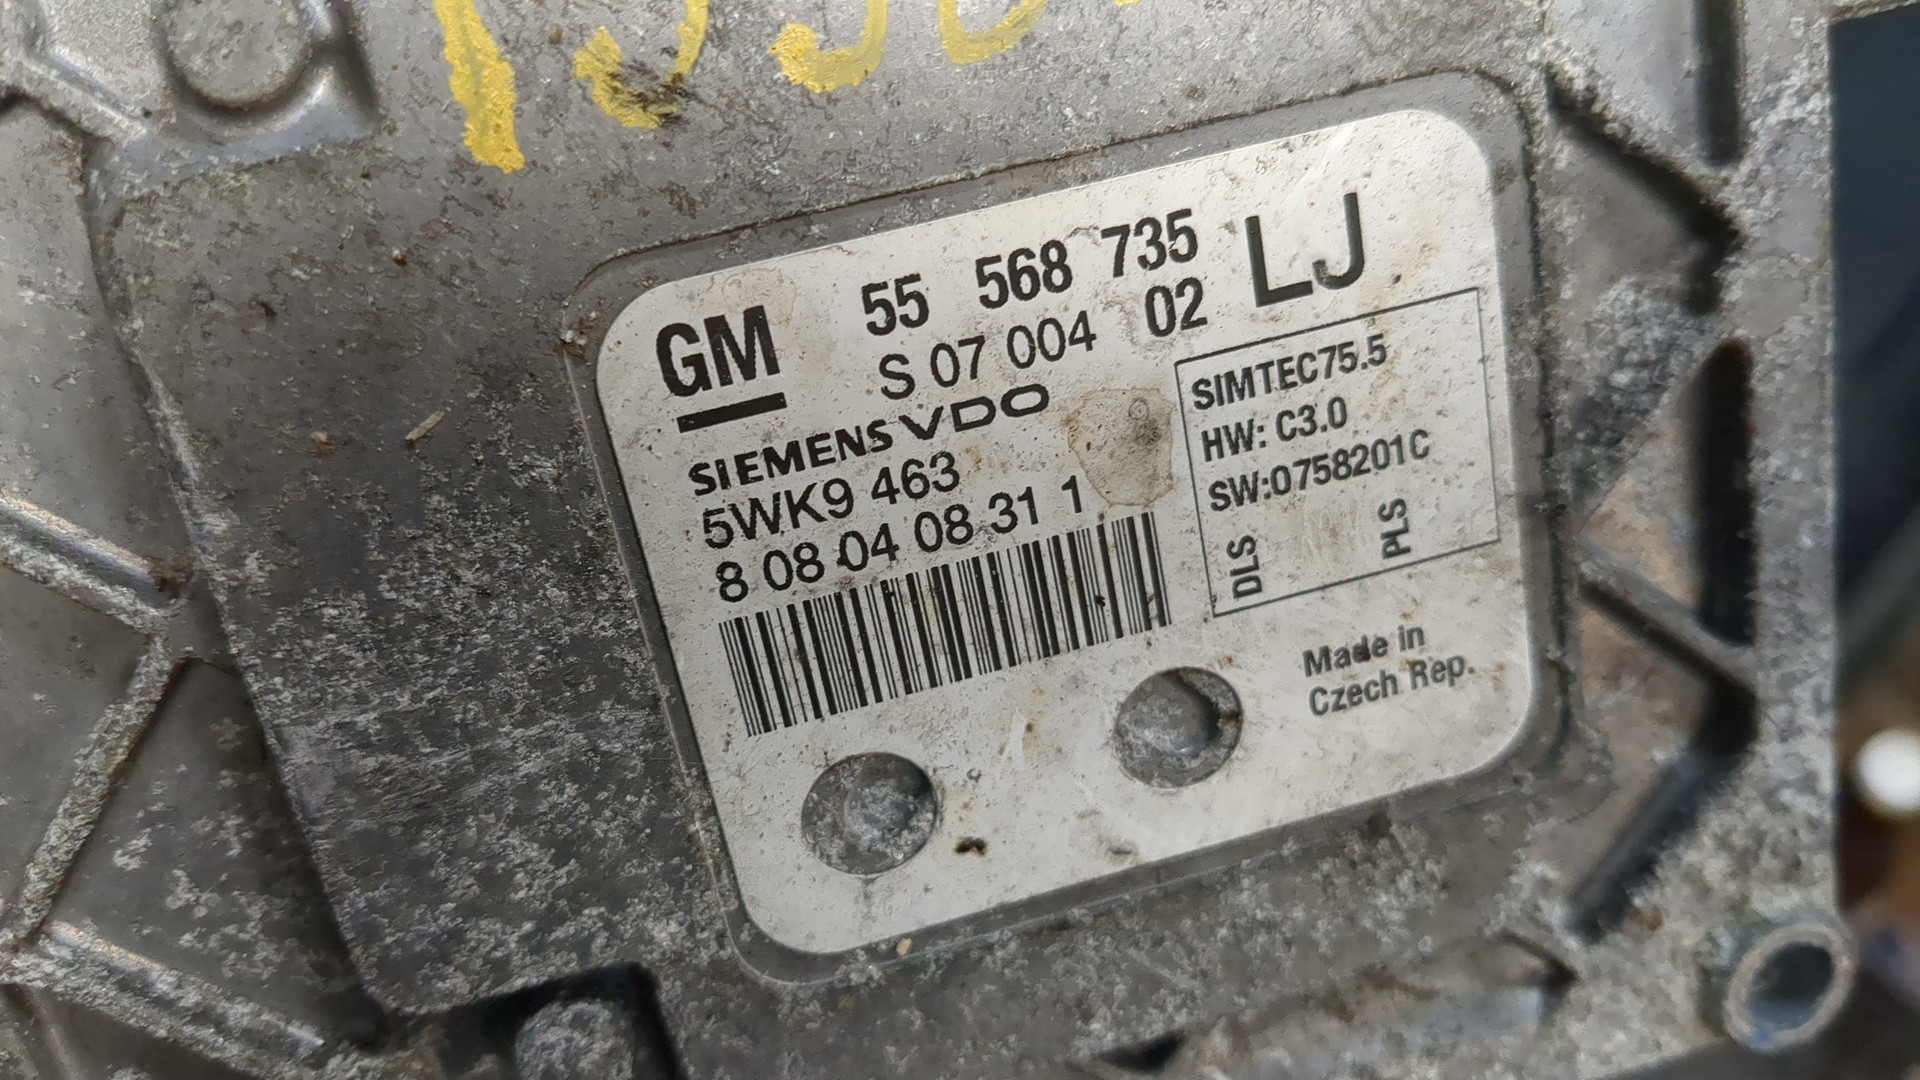 GM 55 568 735 LJ
S 07 004 02
SIEMENS VDO
5WK9 463
8 08 04 08 31 1
SIMTEC75.5
HW: C3.0
SW:0758201C
DLS PLS
Made in
Czech Rep.